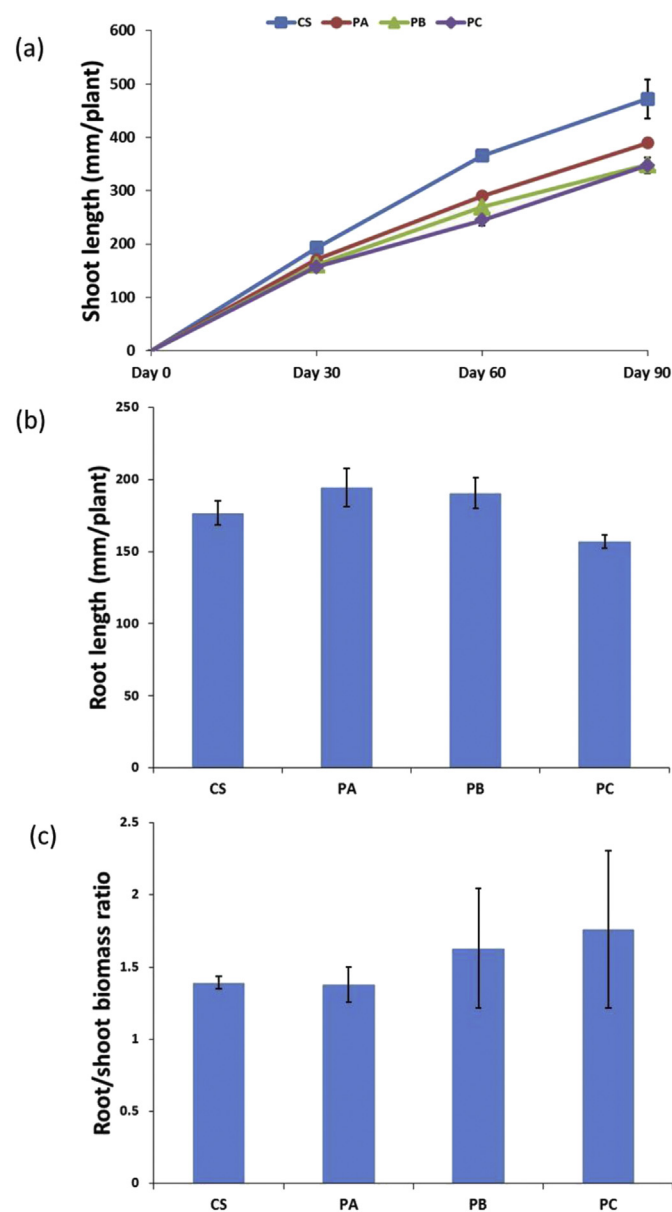 (a)
CS PA PB PC
Shoot length (mm/plant)
600
500
400
300
200
100
0
Day 0 Day 30 Day 60 Day 90
(b)
Root length (mm/plant)
250
200
150
100
50
0
CS PA PB PC
(c)
Root/shoot biomass ratio
2.5
2
1.5
1
0.5
0
CS PA PB PC